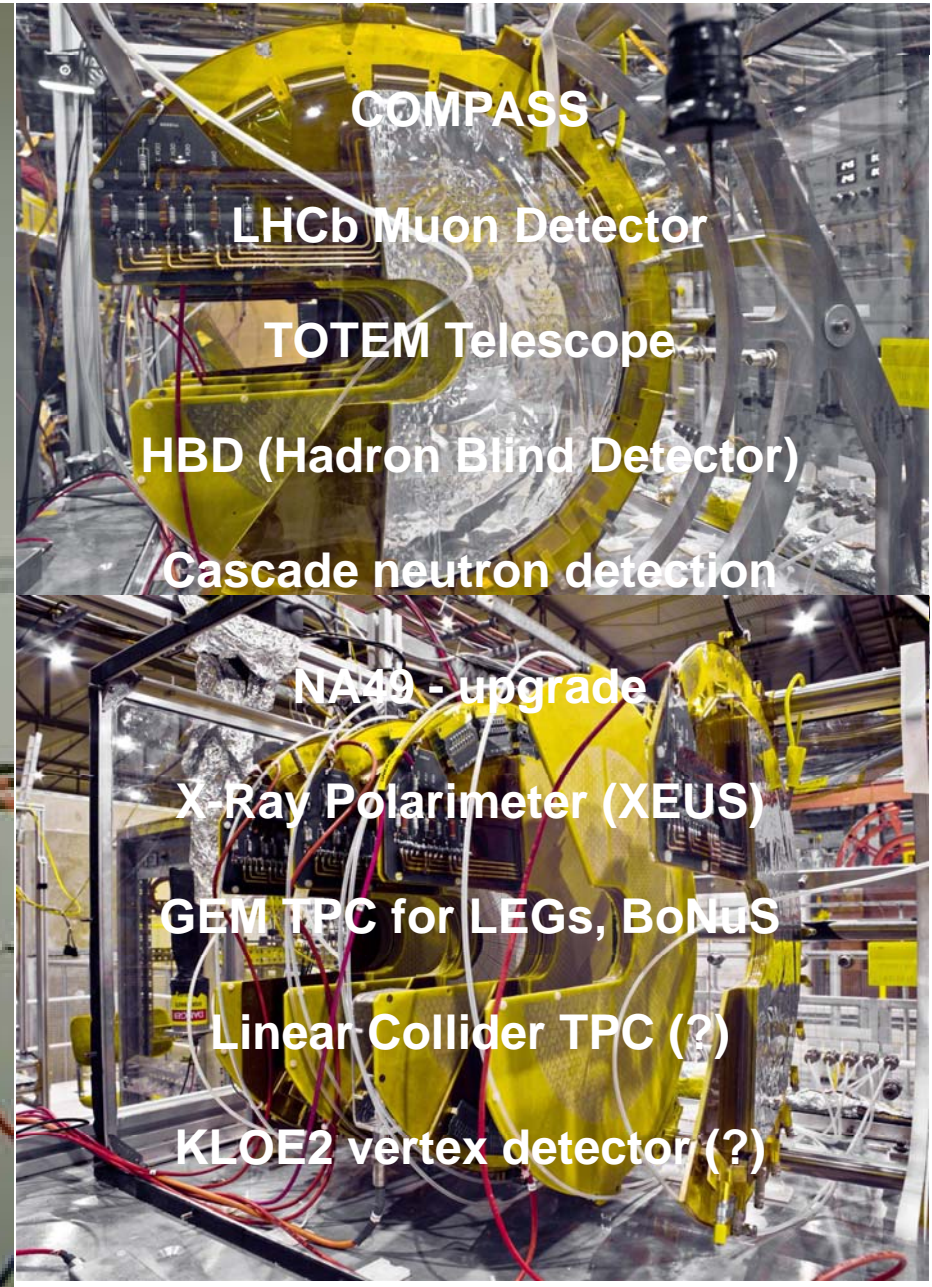 COMPASS
LHCb Muon Detector
TOTEM Telescope
HBD (Hadron Blind Detector)
Cascade neutron detection
NA49 - upgrade
X-Ray Polarimeter (XEUS)
GEM TPC for LEGs, BoNuS
Linear Collider TPC (?)
KLOE2 vertex detector (?)